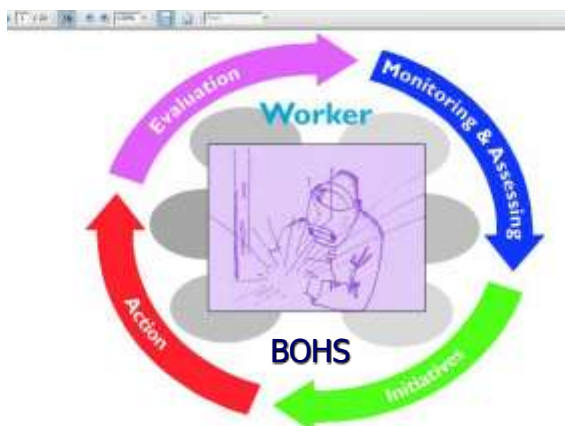 Evaluation
Monitoring & Assessing
Worker
Action
BOHS
Initiatives